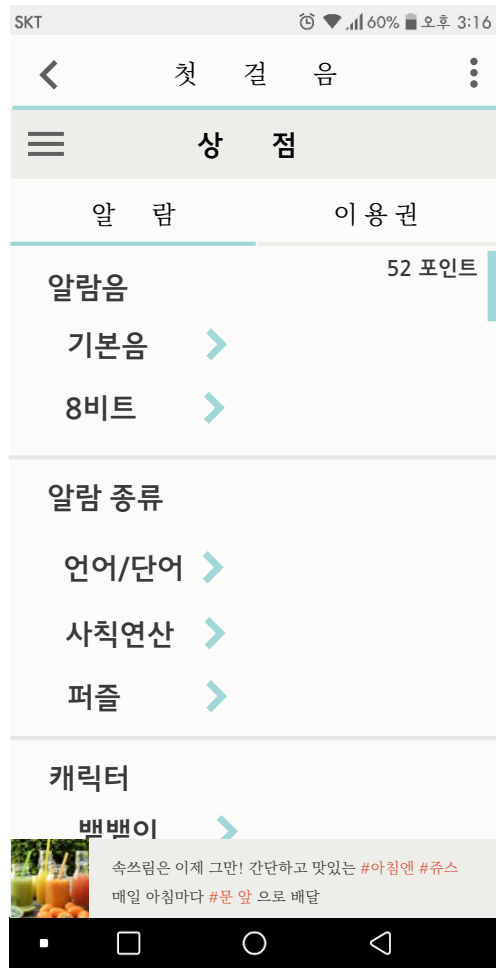 SKT 60% 오후 3:16
첫 걸 음
상 점
알 람 이용권
52 포인트
알람음
기본음
8비트
알람 종류
언어/단어
사칙연산
퍼즐
캐릭터
뱀뱀이
속쓰림은 이제 그만! 간단하고 맛있는 #아침엔 #쥬스
매일 아침마다 #문 앞 으로 배달